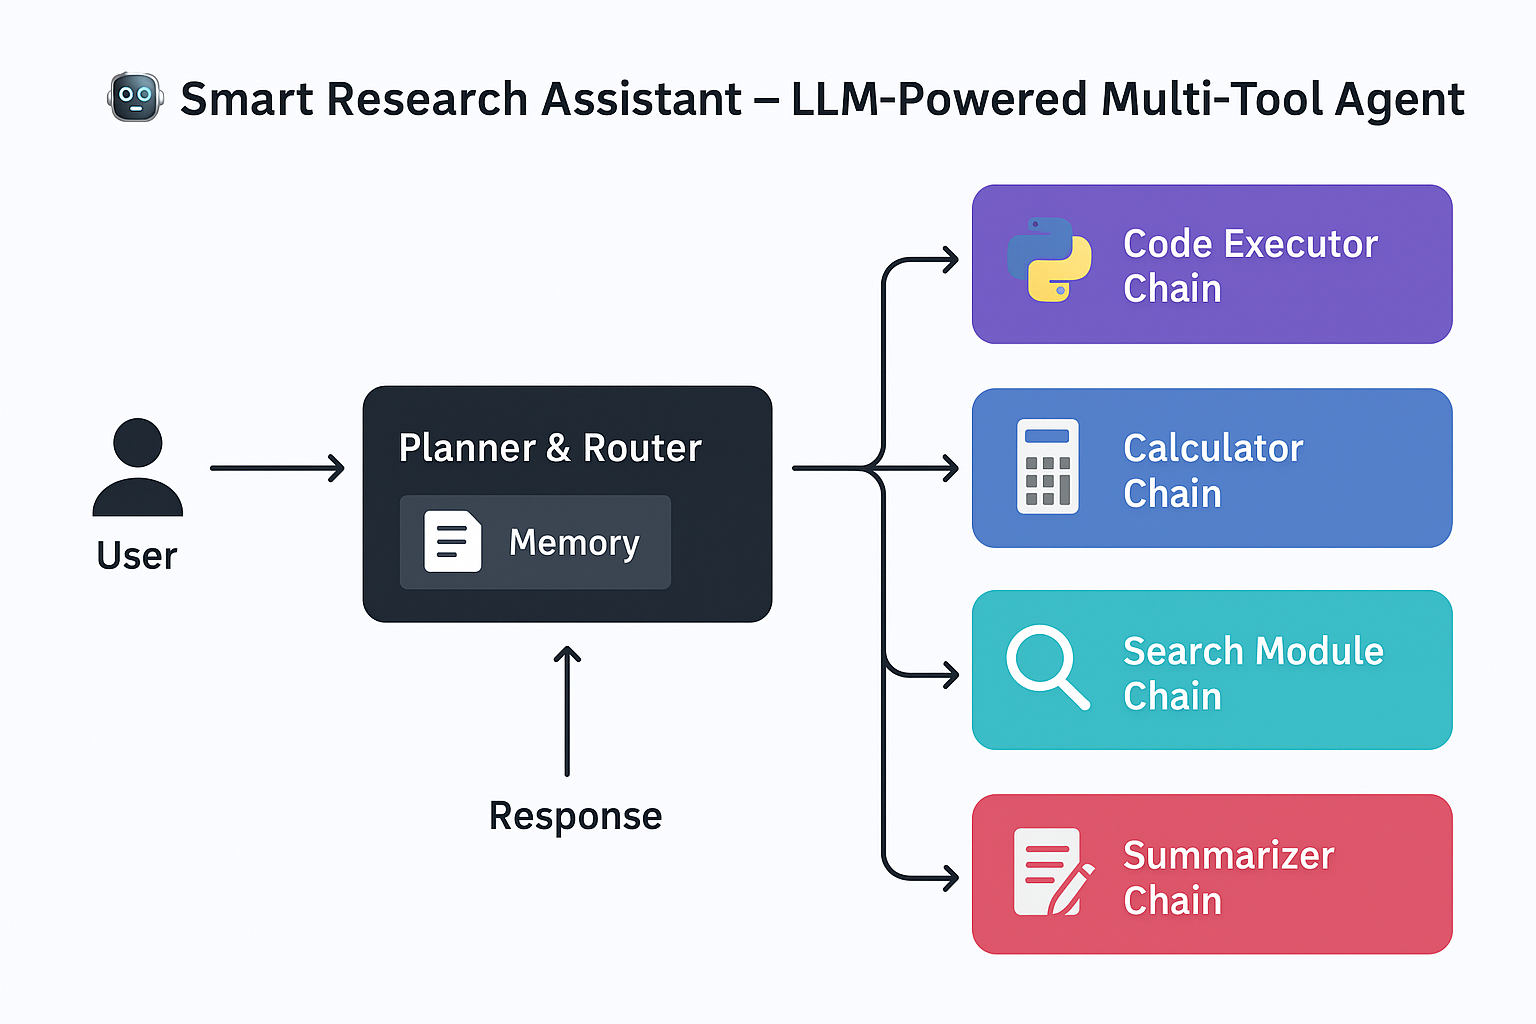 Smart Research Assistant – LLM-Powered Multi-Tool Agent
Code Executor
Chain
Planner & Router
Memory
User
Calculator
Chain
Search Module
Chain
Response
Summarizer
Chain